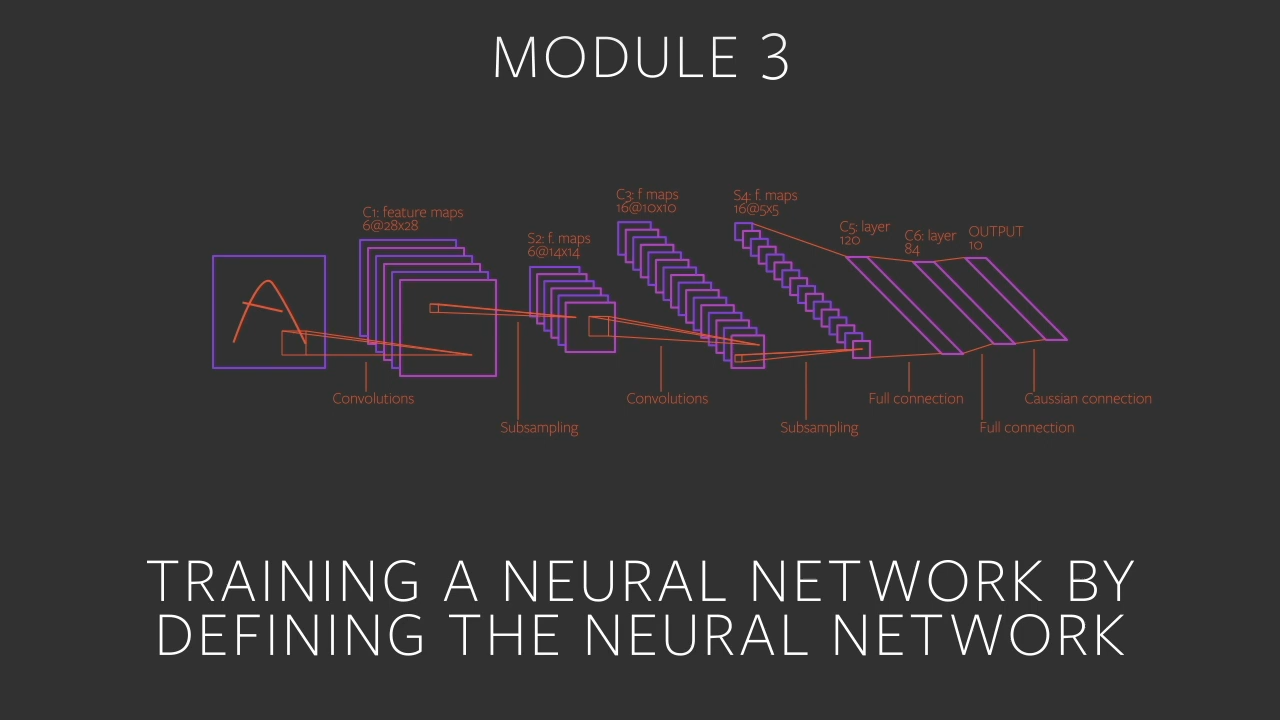 MODULE 3
C1: feature maps
6@28x28
S2: f. maps
6@14x14
C3: f maps
16@10x10
S4: f. maps
16@5x5
C5: layer
120
C6: layer
84
OUTPUT
10
A
Convolutions
Subsampling
Convolutions
Subsampling
Full connection
Full connection
Caussian connection
TRAINING A NEURAL NETWORK BY
DEFINING THE NEURAL NETWORK